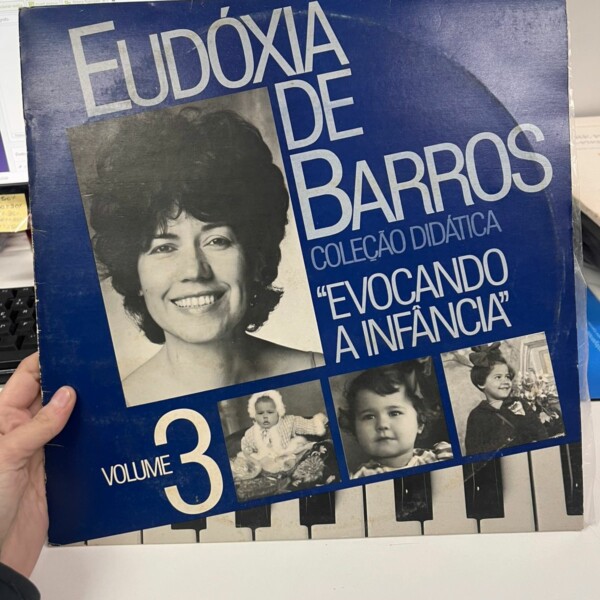 EUDÓXIA
DE
BARROS
COLEÇÃO DIDÁTICA
"EVOCANDO
A INFÂNCIA"
VOLUME 3